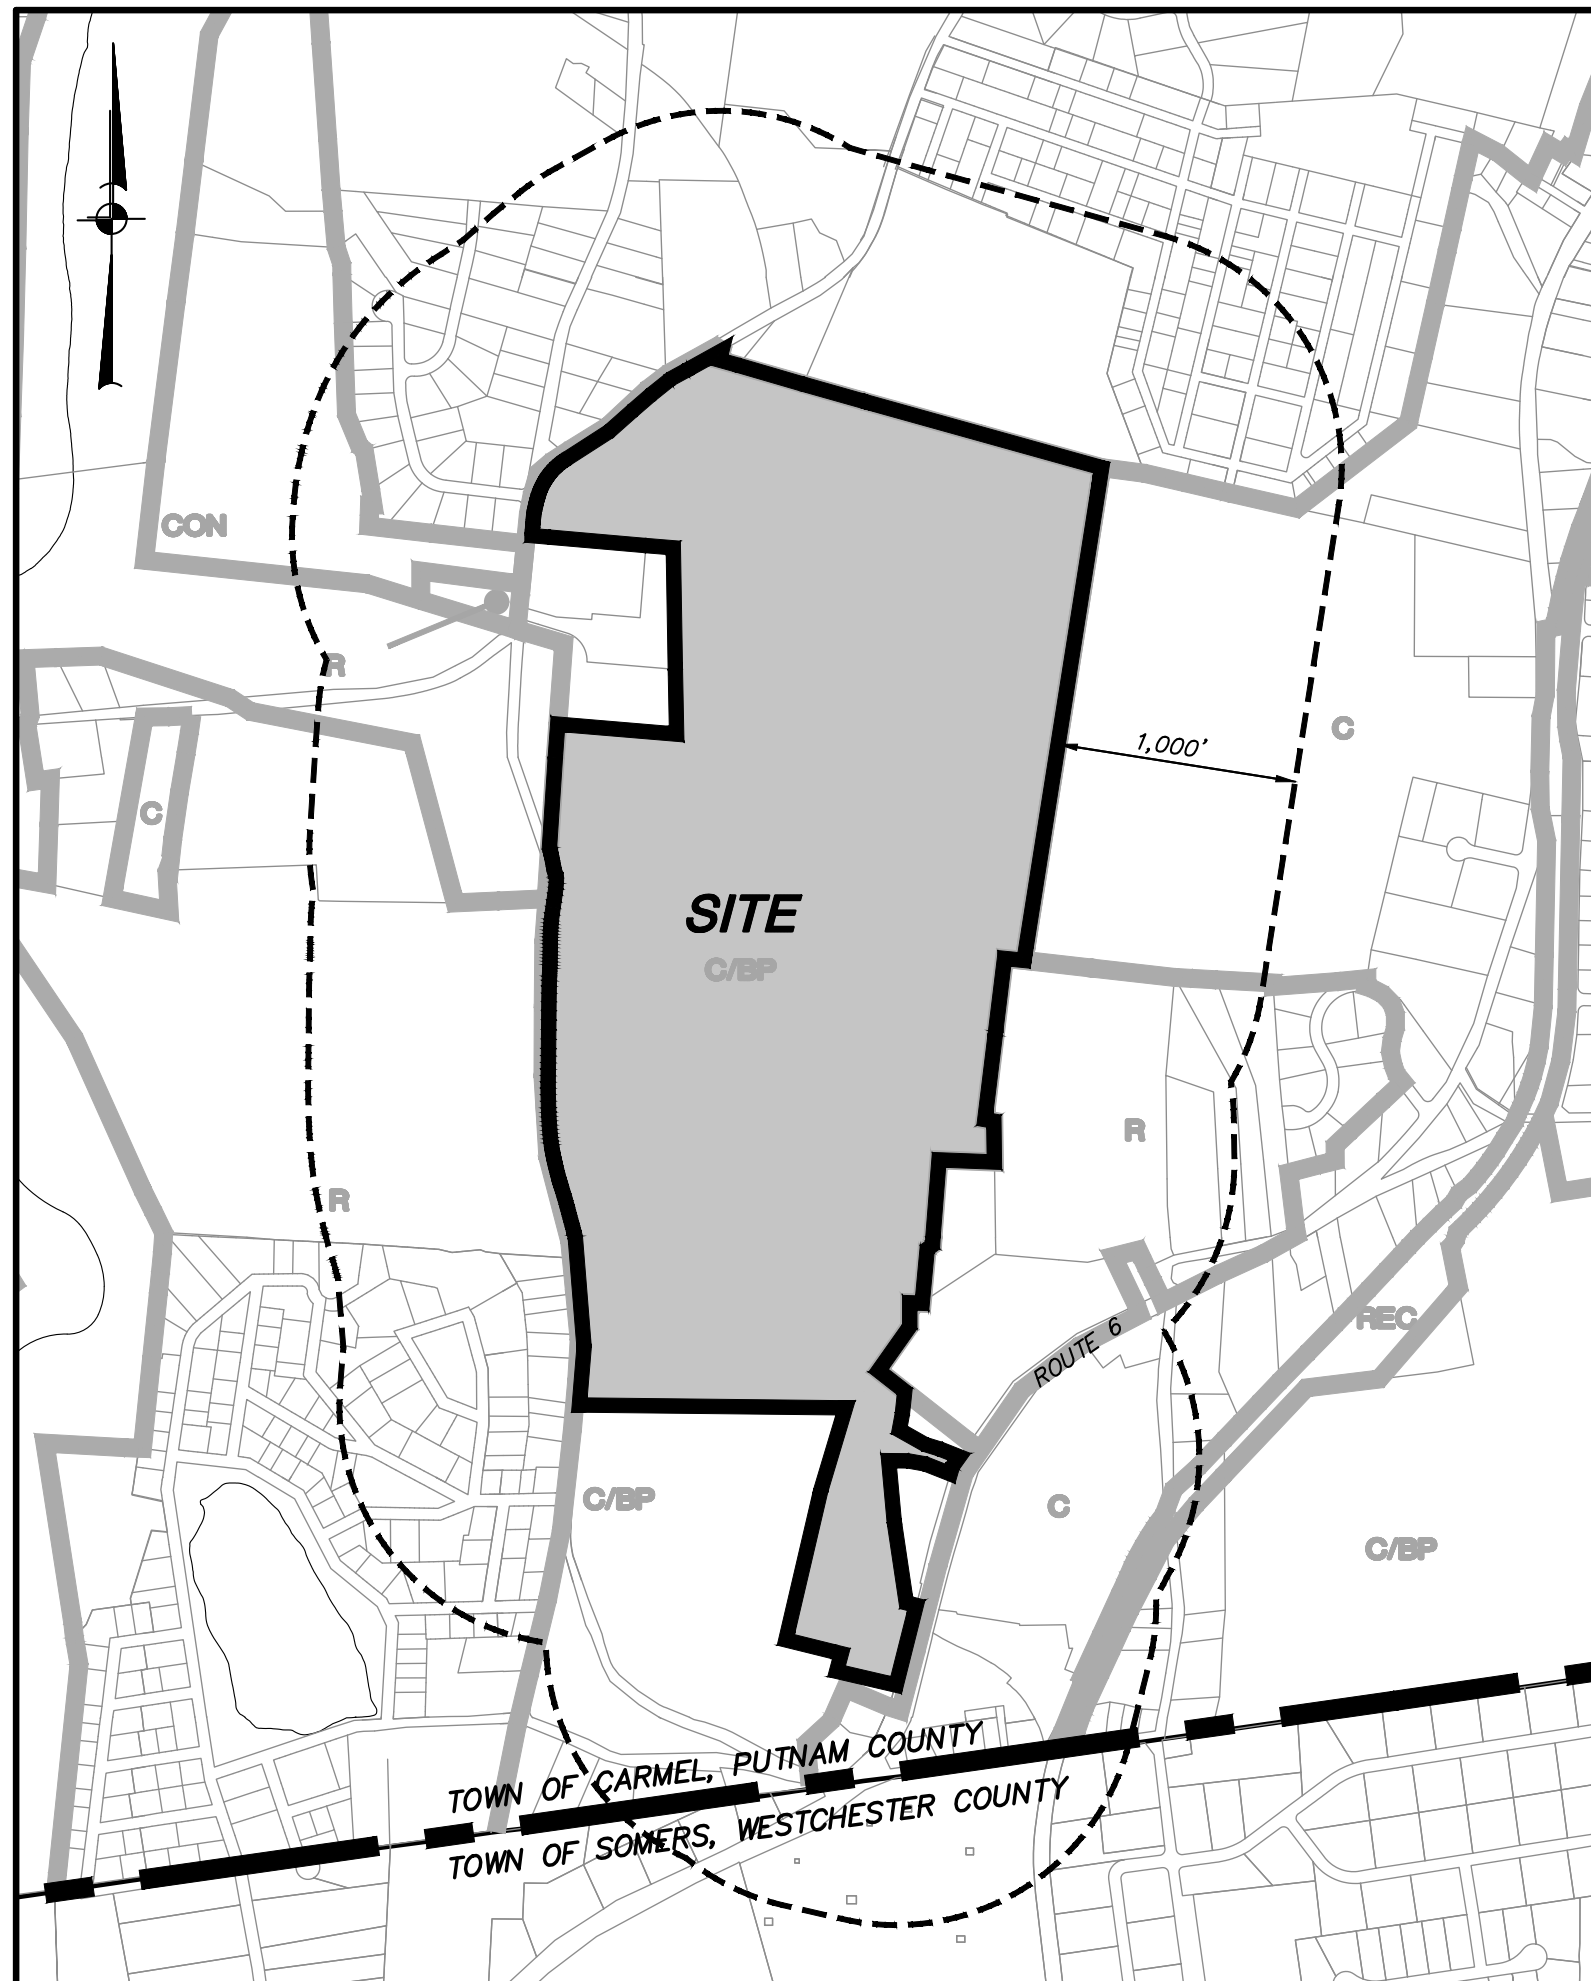 CON
R
C
1,000'
C
SITE
C/BP
R
R
REC
ROUTE 6
C/BP
C
C/BP
TOWN OF CARMEL, PUTNAM COUNTY
TOWN OF SOMERS, WESTCHESTER COUNTY